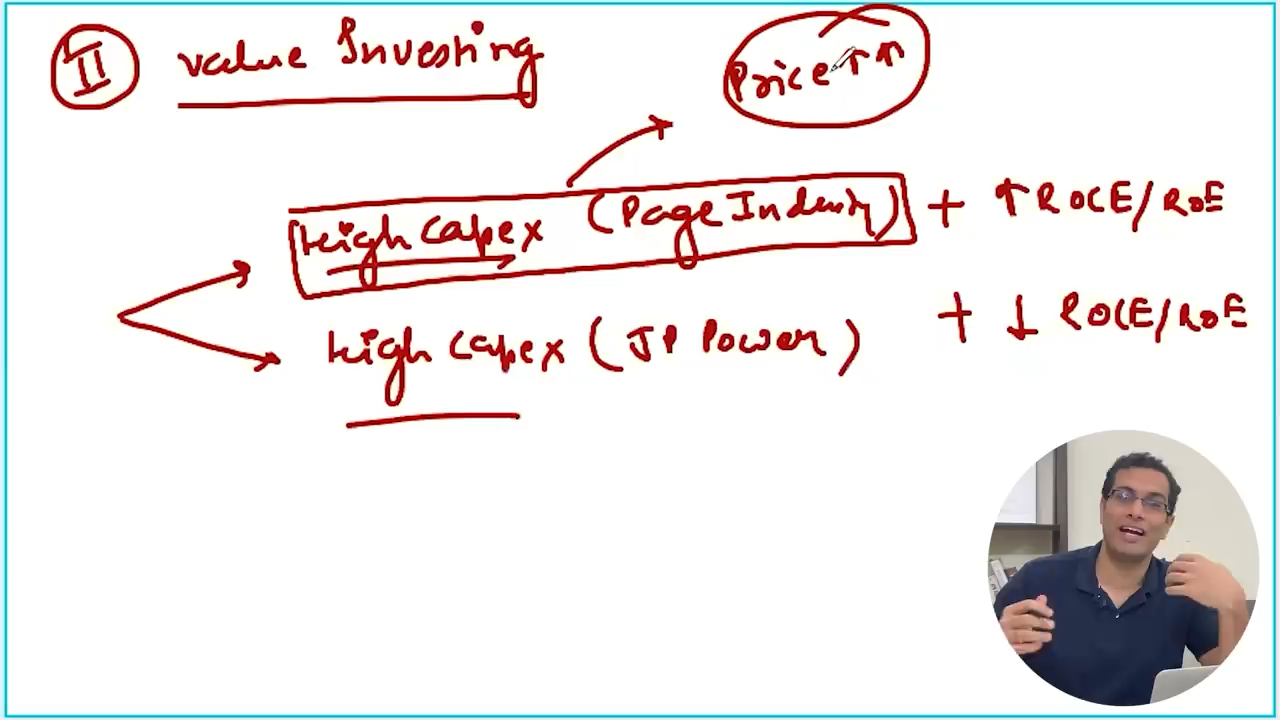 II value Investing
Price ↑↑
High Capex (Page Industry) + ↑ ROCE/ROE
High Capex (JP Power) + ↓ ROCE/ROE